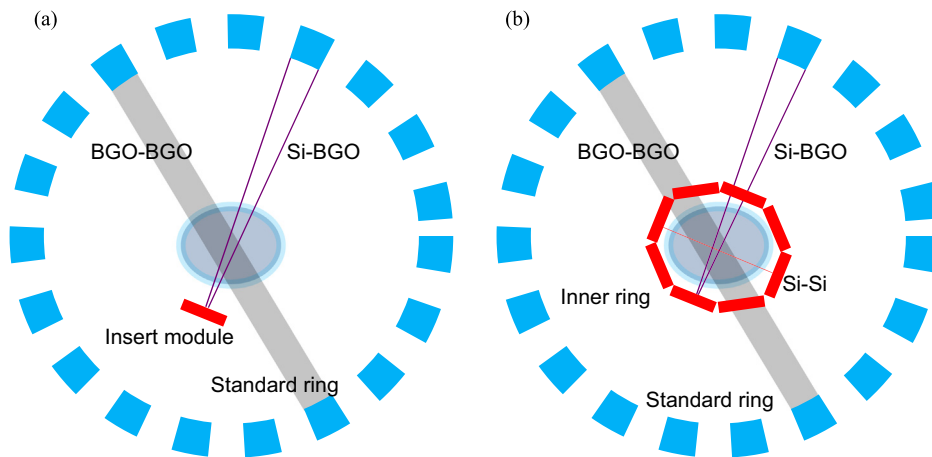 (a)
BGO-BGO
Si-BGO
Insert module
Standard ring
(b)
BGO-BGO
Si-BGO
Si-Si
Inner ring
Standard ring